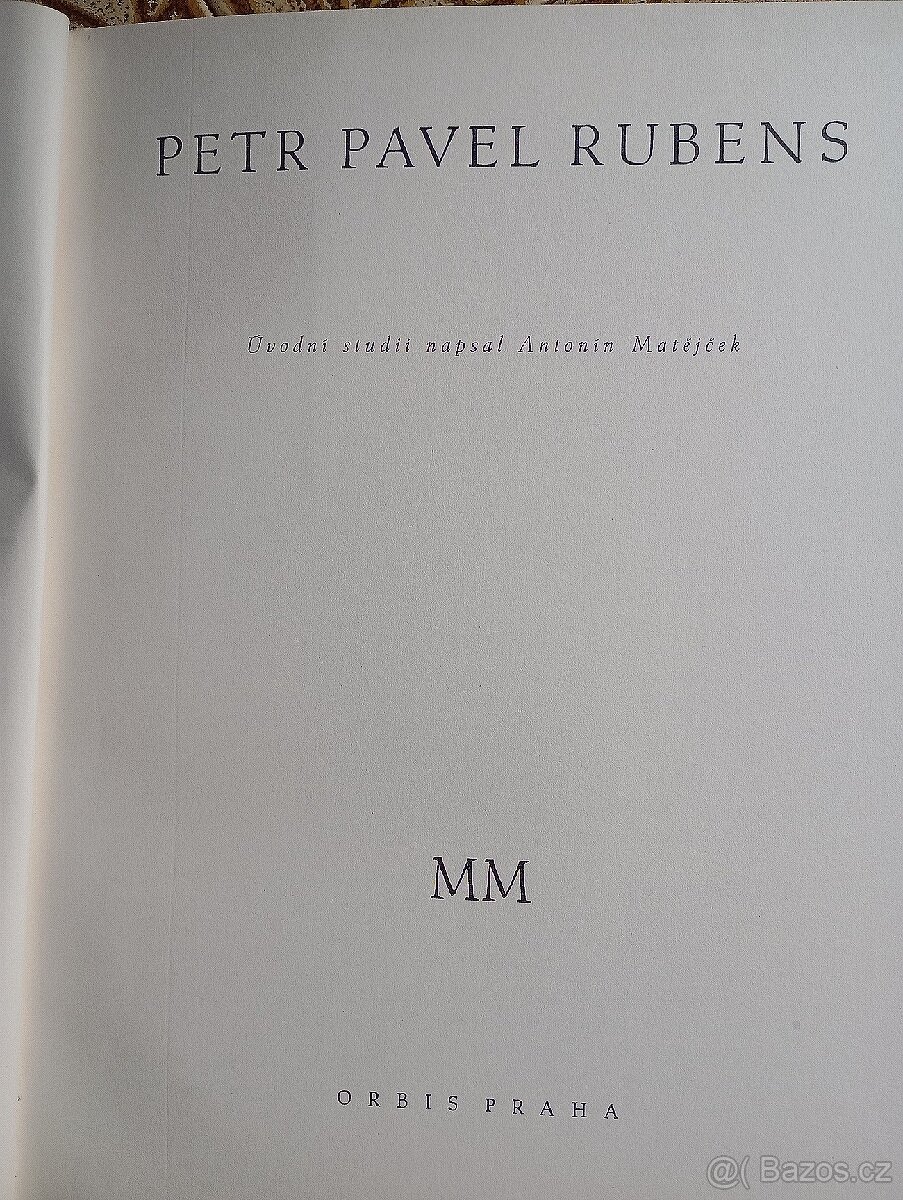 PETR PAVEL RUBENS
Úvodní studii napsal Antonín Matějček
MM
ORBIS PRAHA
@( Bazos.cz